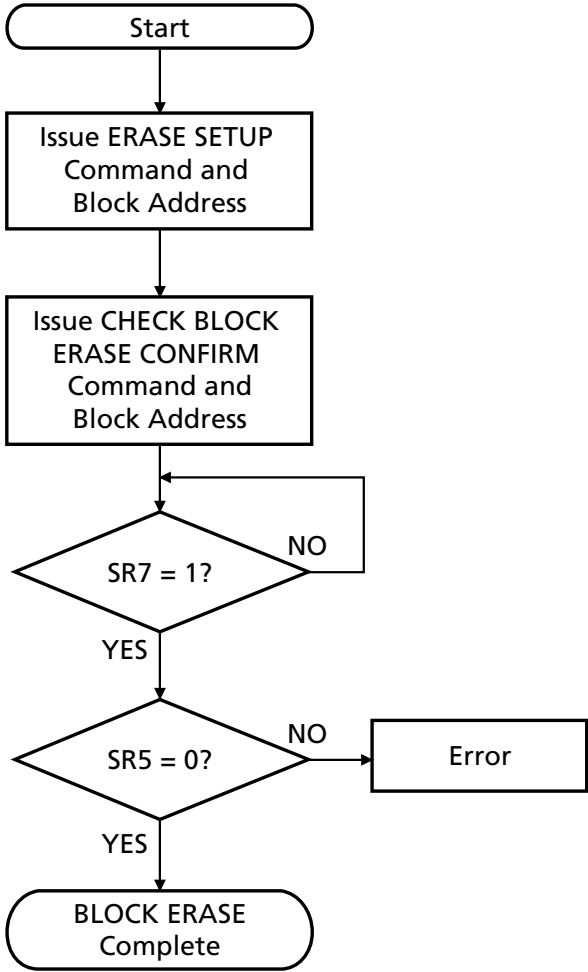 Start
Issue ERASE SETUP
Command and
Block Address
Issue CHECK BLOCK
ERASE CONFIRM
Command and
Block Address
NO
SR7 = 1?
YES
NO
SR5 = 0?
Error
YES
BLOCK ERASE
Complete